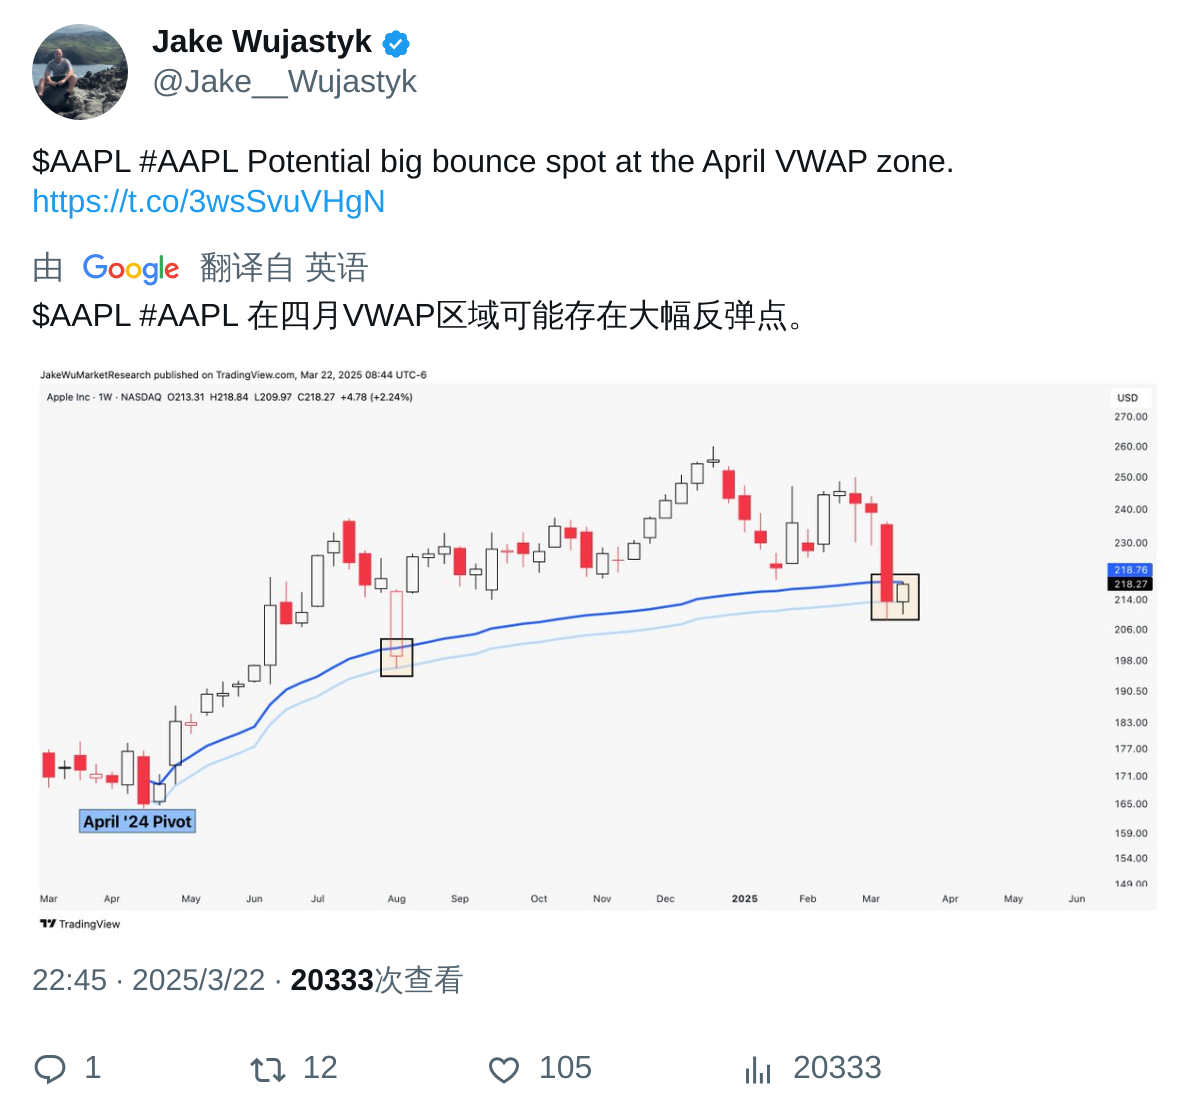 Jake Wujastyk
@Jake__Wujastyk
$AAPL #AAPL Potential big bounce spot at the April VWAP zone.
https://t.co/3wsSvuVHgN
由 Google 翻译自 英语
$AAPL #AAPL 在四月VWAP区域可能存在大幅反弹点。
JakeWuMarketResearch published on TradingView.com, Mar 22, 2025 08:44 UTC-6
Apple Inc · 1W · NASDAQ O213.31 H218.84 L209.97 C218.27 +4.78 (+2.24%)
USD
270.00
260.00
250.00
240.00
230.00
218.76
218.27
214.00
206.00
198.00
190.50
183.00
177.00
171.00
165.00
159.00
154.00
149.00
April '24 Pivot
Mar Apr May Jun Jul Aug Sep Oct Nov Dec 2025 Feb Mar Apr May Jun
TradingView
22:45 · 2025/3/22 · 20333次查看
1 12 105 20333